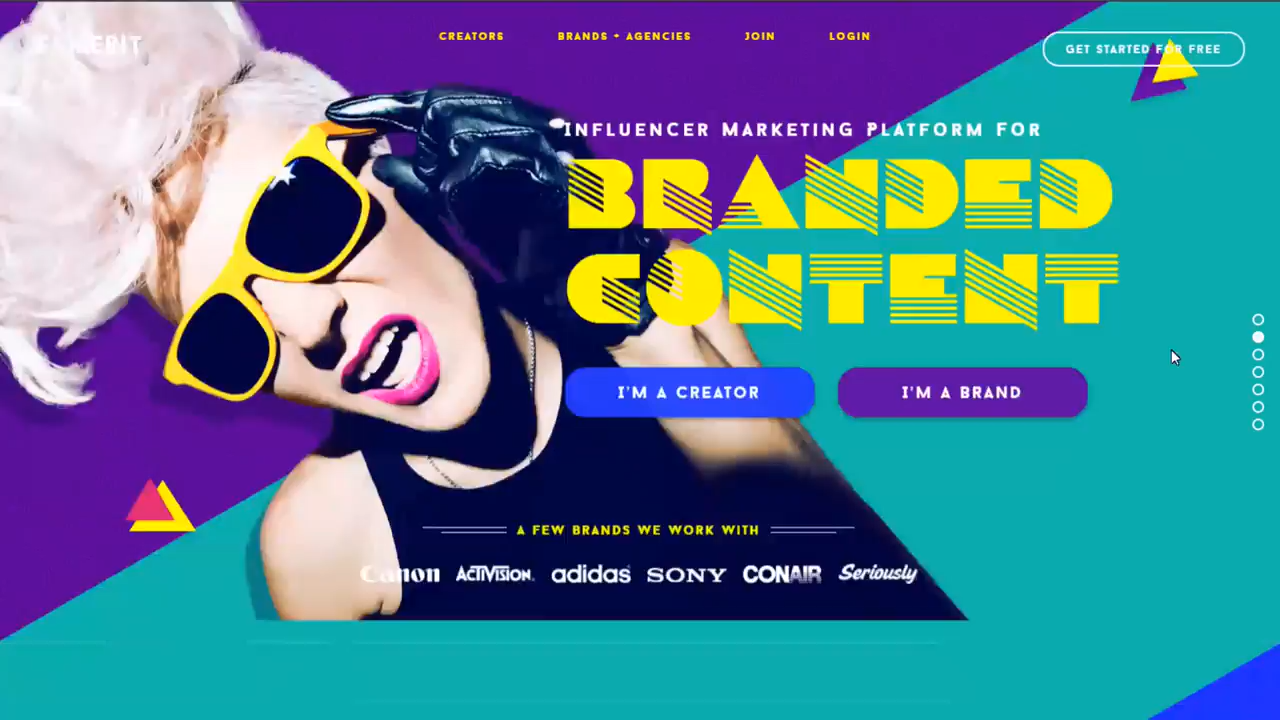 CREATORS BRANDS + AGENCIES JOIN LOGIN
GET STARTED FOR FREE
INFLUENCER MARKETING PLATFORM FOR
BRANDED
CONTENT
I'M A CREATOR I'M A BRAND
A FEW BRANDS WE WORK WITH
Canon ACTIVISION. adidas SONY CONAIR Seriously